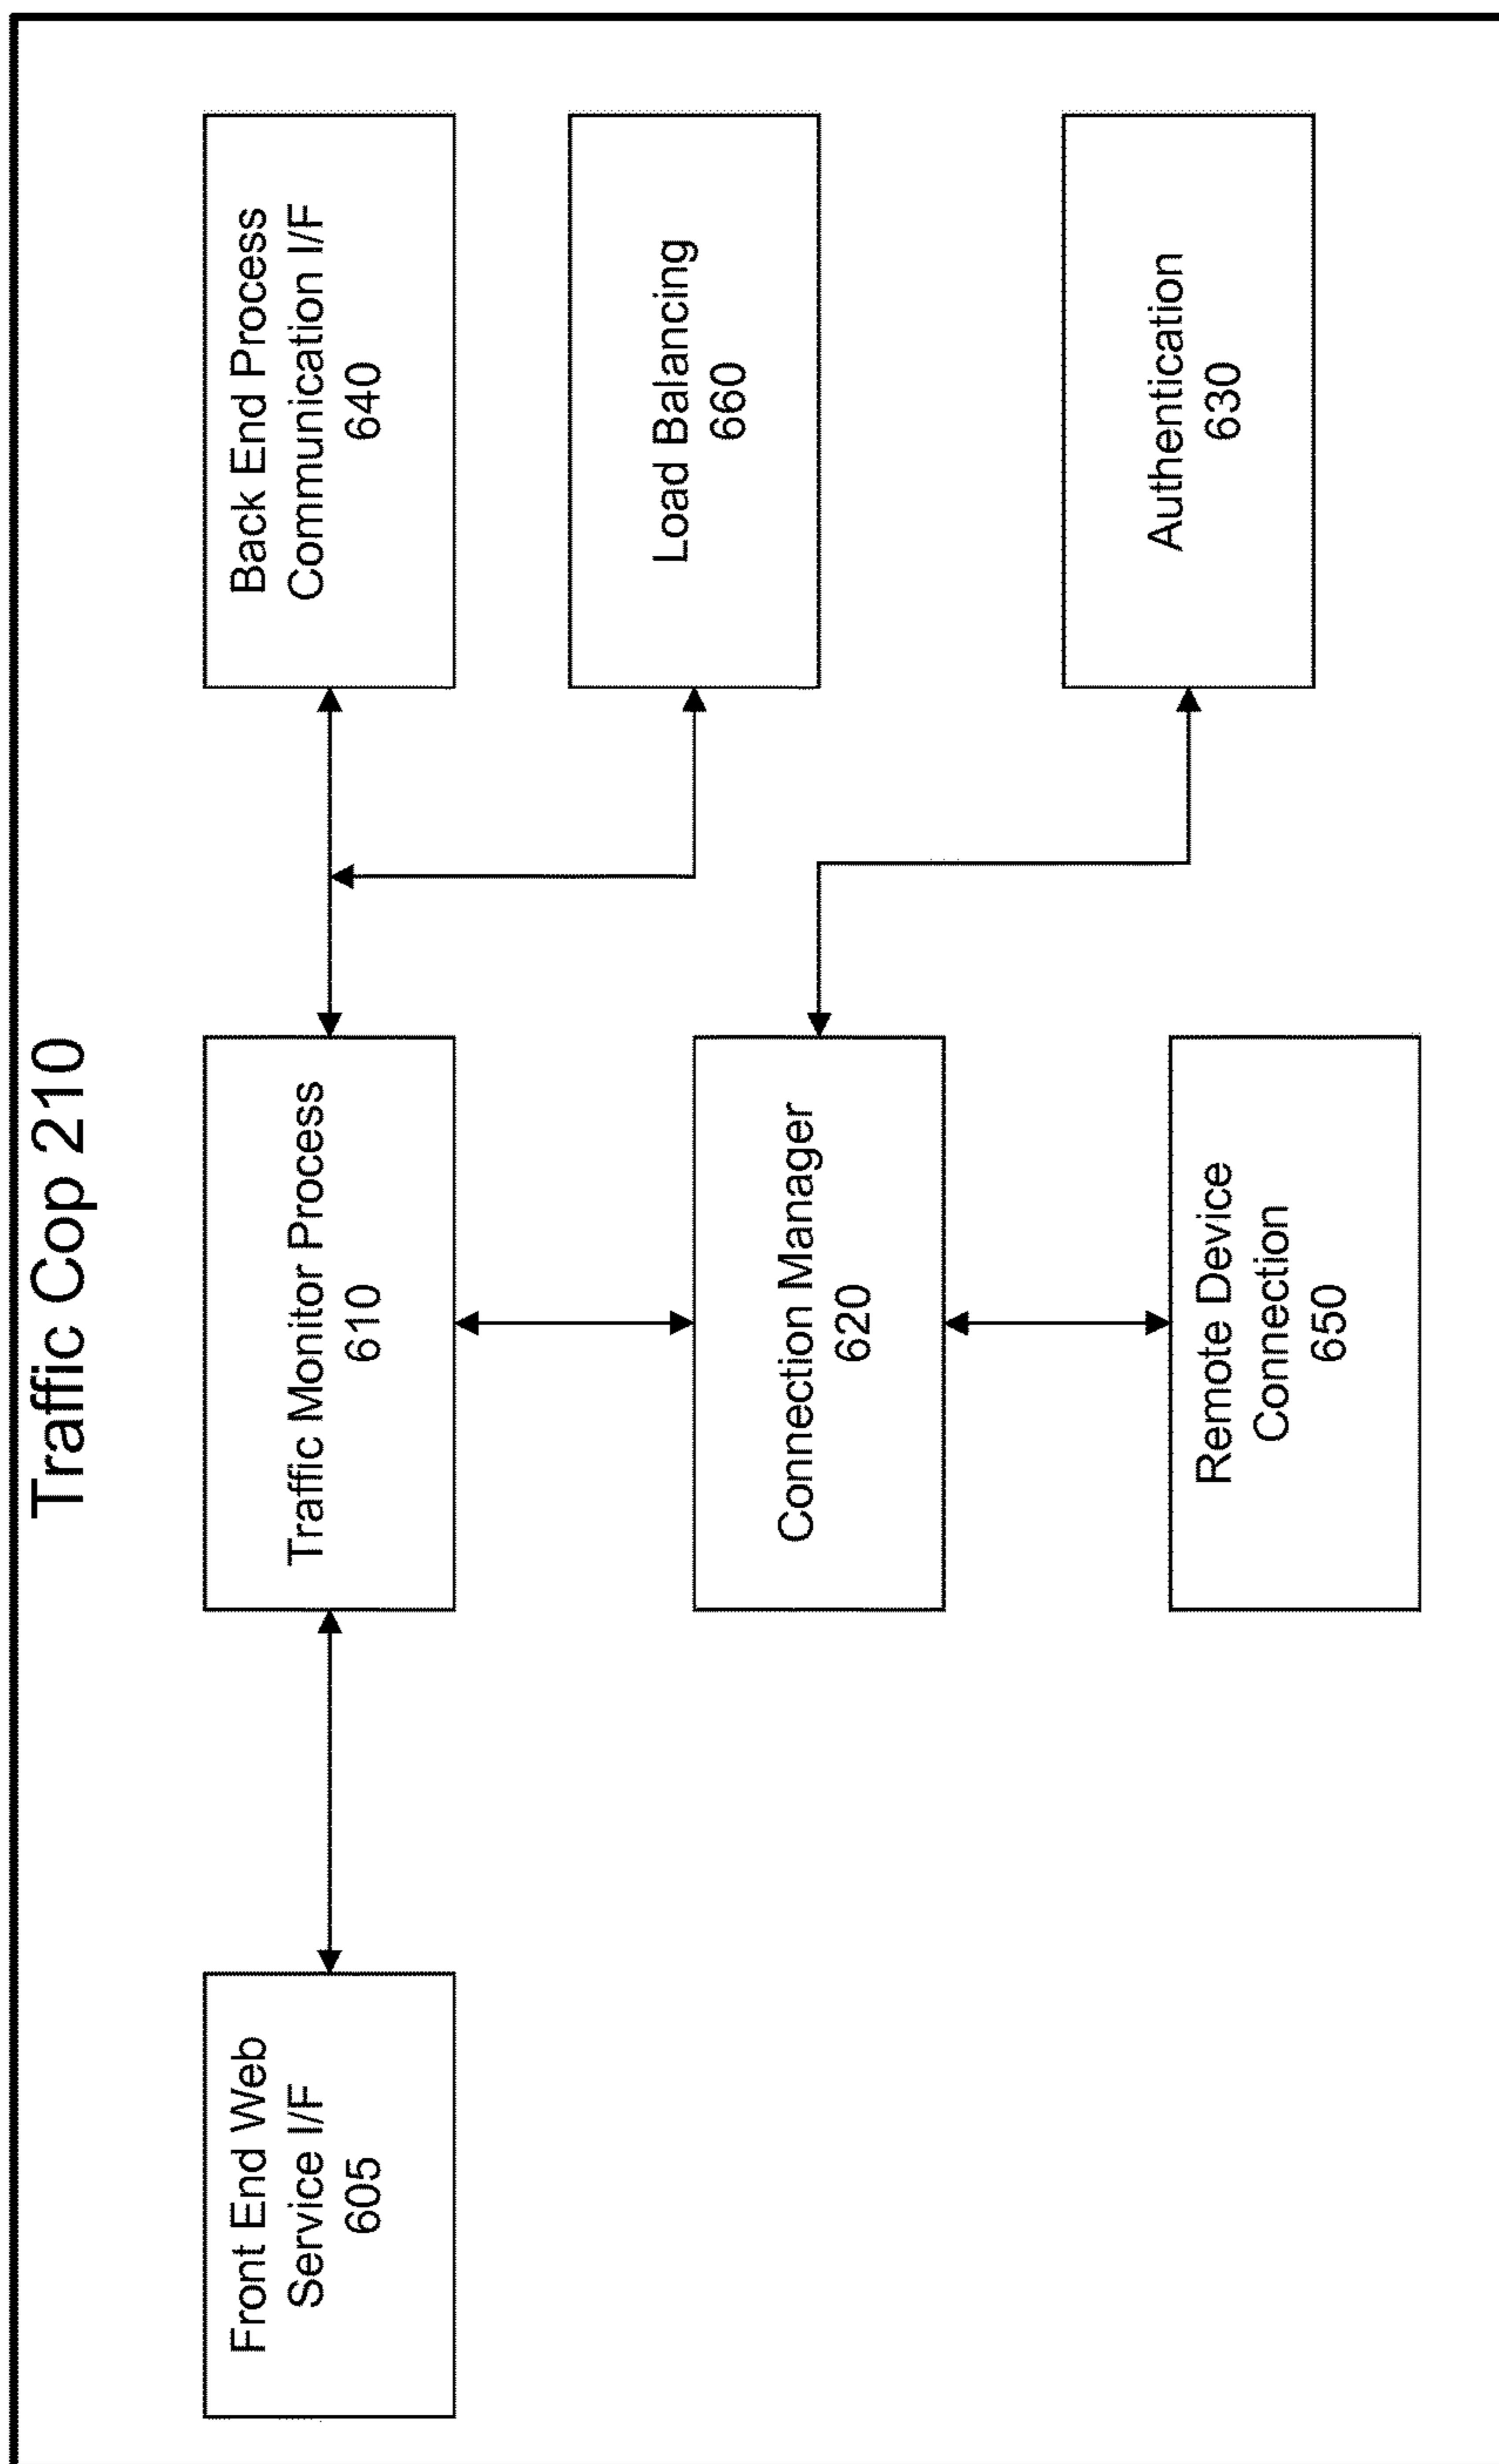 Traffic Cop 210
Front End Web
Service I/F
605
Traffic Monitor Process
610
Back End Process
Communication I/F
640
Load Balancing
660
Connection Manager
620
Authentication
630
Remote Device
Connection
650